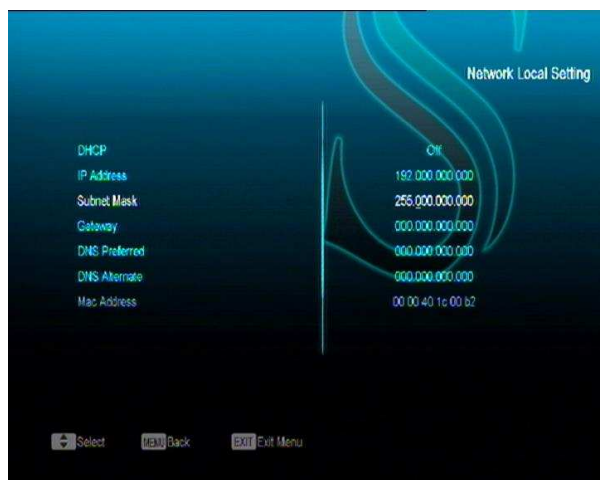 Network Local Setting
DHCP Off
IP Address 192.000.000.000
Subnet Mask 255.000.000.000
Gateway 000.000.000.000
DNS Preferred 000.000.000.000
DNS Alternate 000.000.000.000
Mac Address 00 00 40 1c 00 b2
Select MENU Back EXIT Exit Menu